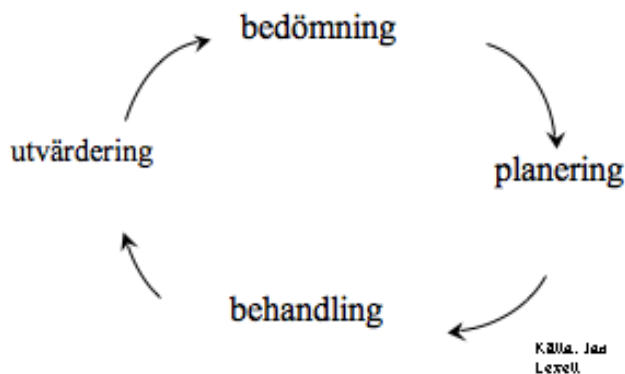 bedömning
utvärdering
planering
behandling
Källa. Jan
Lexell